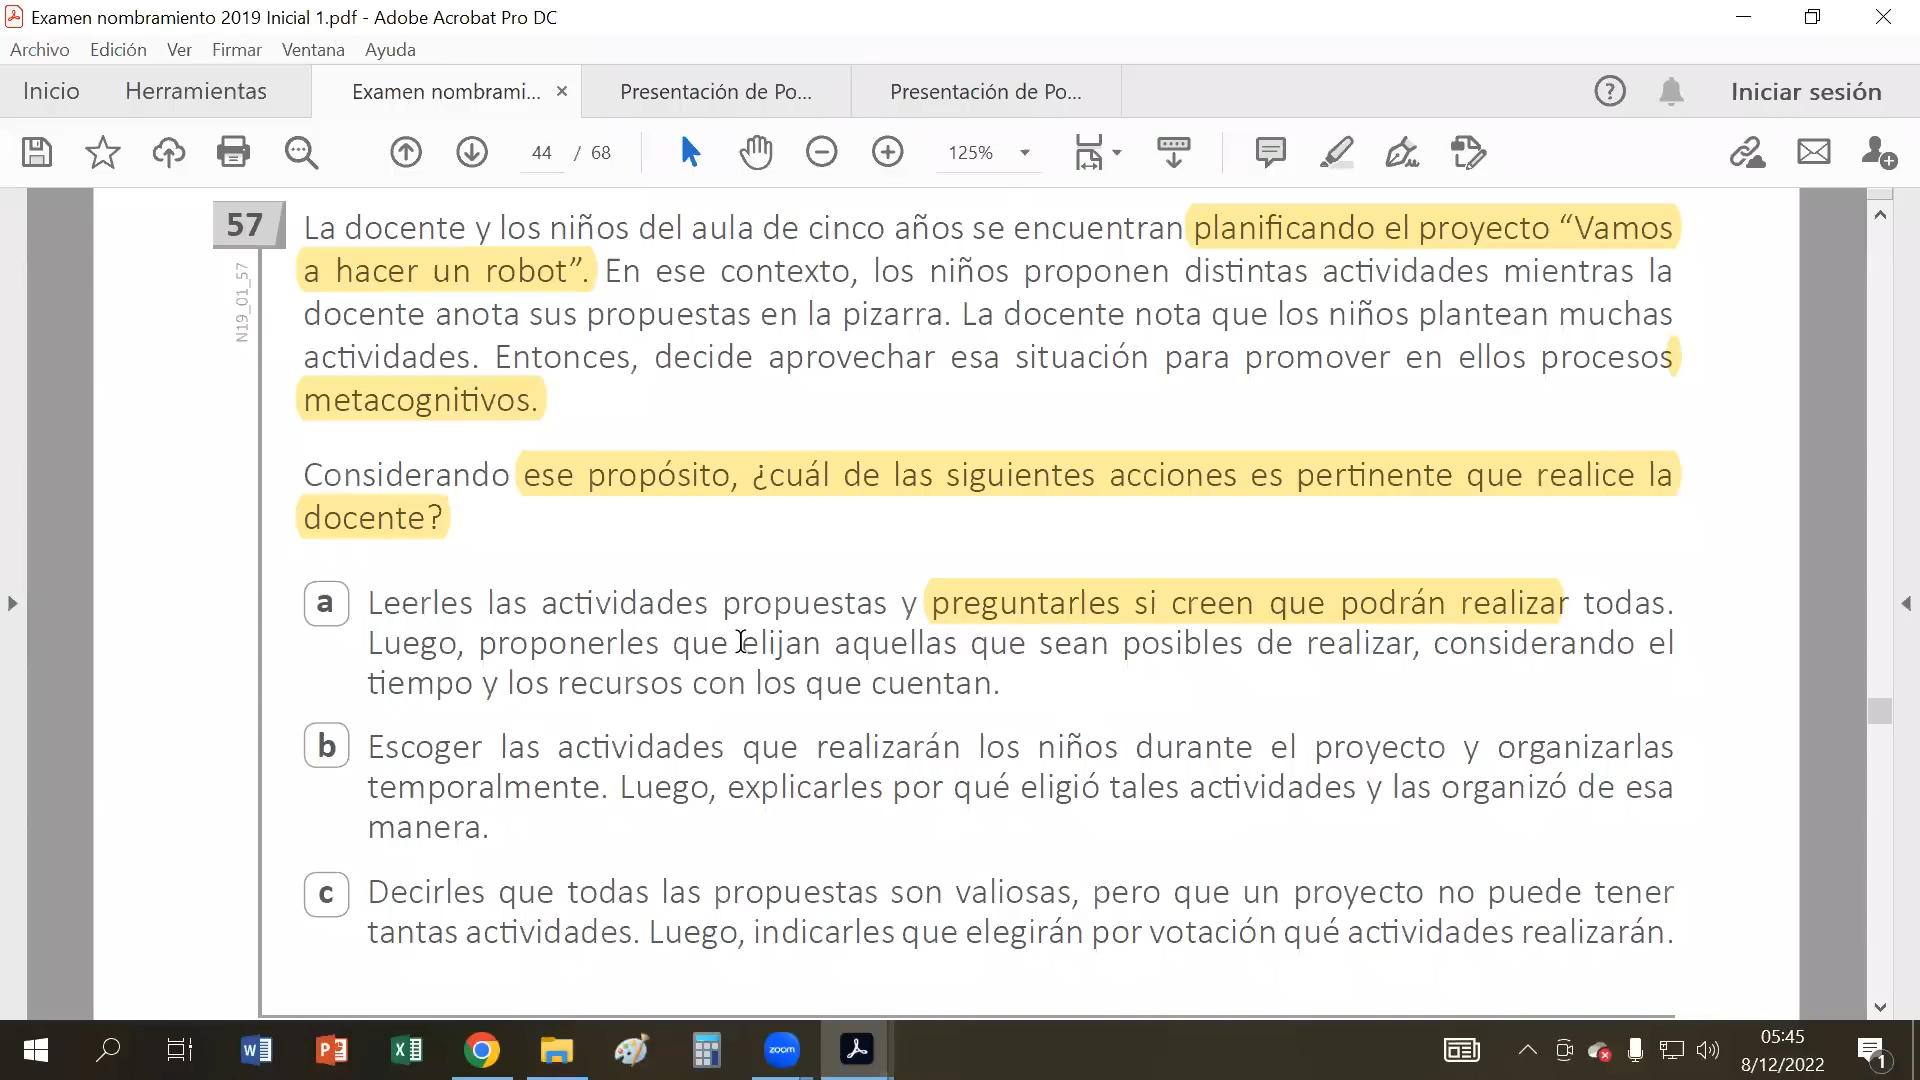 Examen nombramiento 2019 Inicial 1.pdf - Adobe Acrobat Pro DC
Archivo Edición Ver Firmar Ventana Ayuda
Inicio Herramientas Examen nombrami... × Presentación de Po... Presentación de Po... ? Iniciar sesión
44 / 68 125%
57 La docente y los niños del aula de cinco años se encuentran planificando el proyecto “Vamos
a hacer un robot”. En ese contexto, los niños proponen distintas actividades mientras la
docente anota sus propuestas en la pizarra. La docente nota que los niños plantean muchas
actividades. Entonces, decide aprovechar esa situación para promover en ellos procesos
metacognitivos.
N19_01_57
Considerando ese propósito, ¿cuál de las siguientes acciones es pertinente que realice la
docente?
a Leerles las actividades propuestas y preguntarles si creen que podrán realizar todas.
Luego, proponerles que elijan aquellas que sean posibles de realizar, considerando el
tiempo y los recursos con los que cuentan.
b Escoger las actividades que realizarán los niños durante el proyecto y organizarlas
temporalmente. Luego, explicarles por qué eligió tales actividades y las organizó de esa
manera.
c Decirles que todas las propuestas son valiosas, pero que un proyecto no puede tener
tantas actividades. Luego, indicarles que elegirán por votación qué actividades realizarán.
zoom
05:45
8/12/2022
1